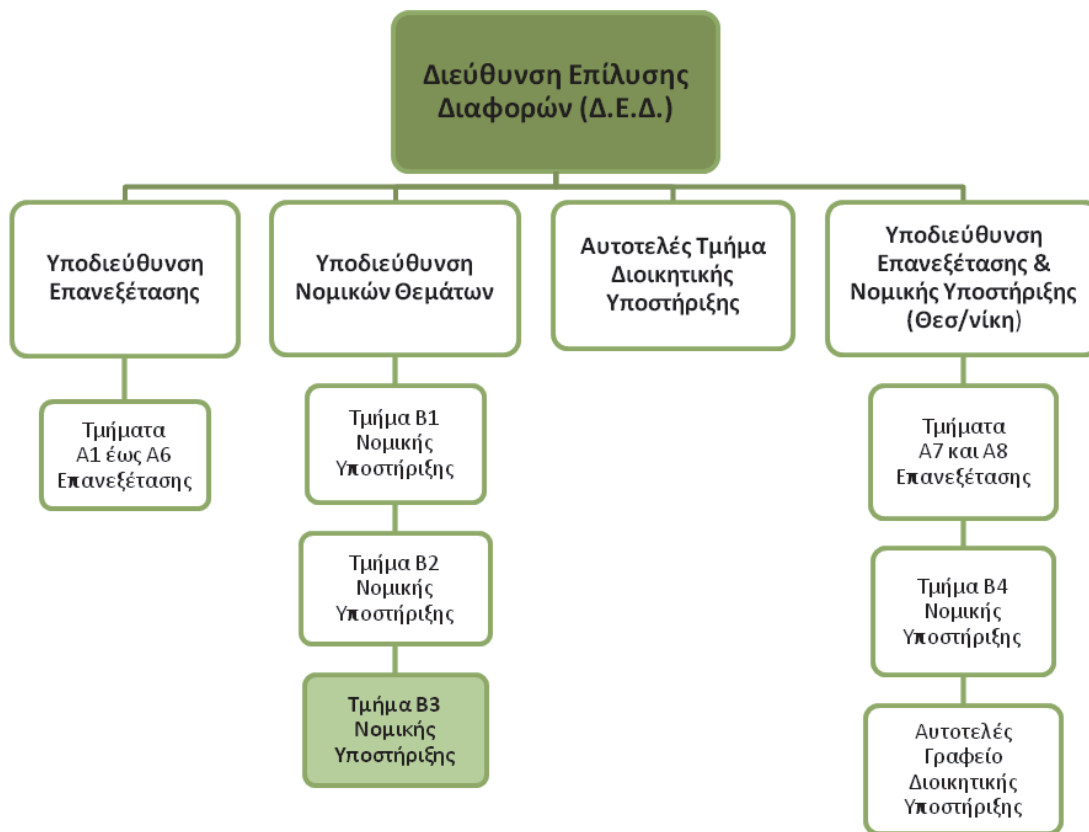 Διεύθυνση Επίλυσης
Διαφορών (Δ.Ε.Δ.)
Υποδιεύθυνση
Επανεξέτασης
Υποδιεύθυνση
Νομικών Θεμάτων
Αυτοτελές Τμήμα
Διοικητικής
Υποστήριξης
Υποδιεύθυνση
Επανεξέτασης &
Νομικής Υποστήριξης
(Θεσ/νίκη)
Τμήματα
Α1 έως Α6
Επανεξέτασης
Τμήμα Β1
Νομικής
Υποστήριξης
Τμήμα Β2
Νομικής
Υποστήριξης
Τμήμα Β3
Νομικής
Υποστήριξης
Τμήματα
Α7 και Α8
Επανεξέτασης
Τμήμα Β4
Νομικής
Υποστήριξης
Αυτοτελές
Γραφείο
Διοικητικής
Υποστήριξης